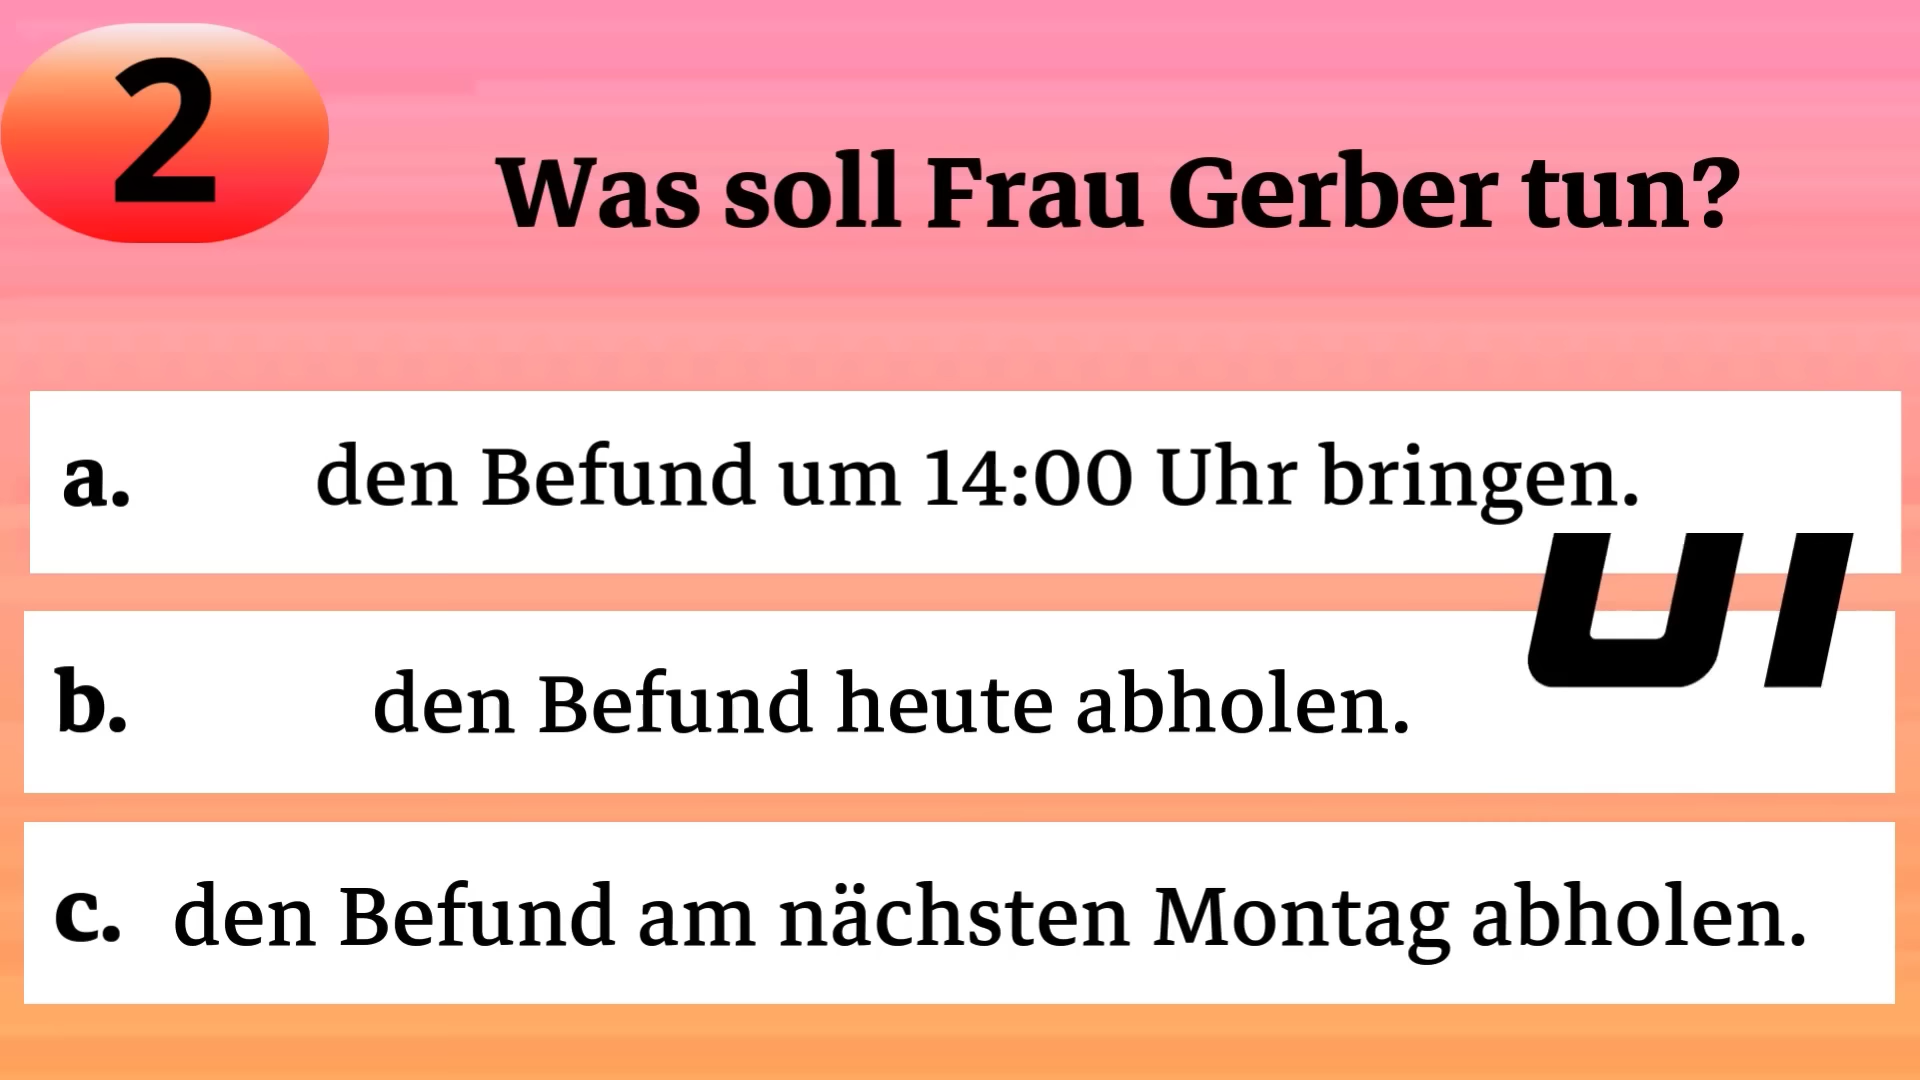 2
Was soll Frau Gerber tun?
a. den Befund um 14:00 Uhr bringen.
UI
b. den Befund heute abholen.
c. den Befund am nächsten Montag abholen.